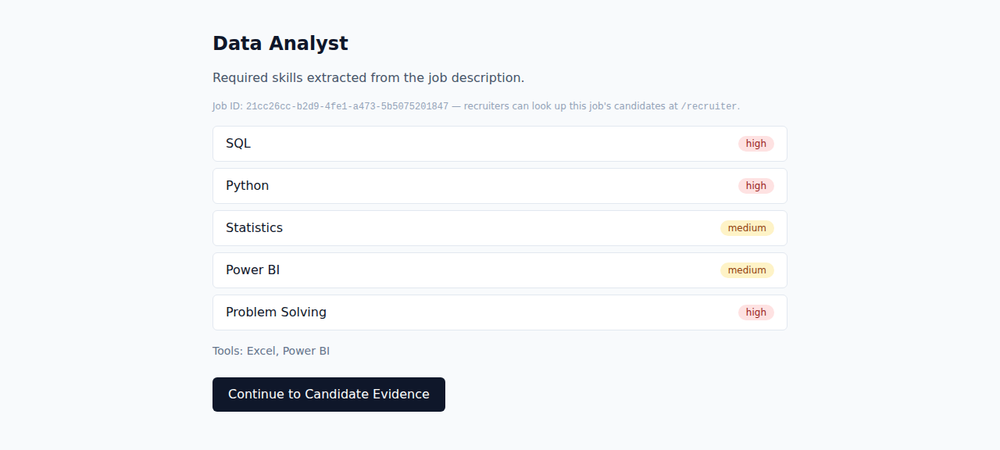 Data Analyst
Required skills extracted from the job description.
Job ID: 21cc26cc-b2d9-4fe1-a473-5b5075201847 — recruiters can look up this job's candidates at /recruiter.
SQL high
Python high
Statistics medium
Power BI medium
Problem Solving high
Tools: Excel, Power BI
Continue to Candidate Evidence